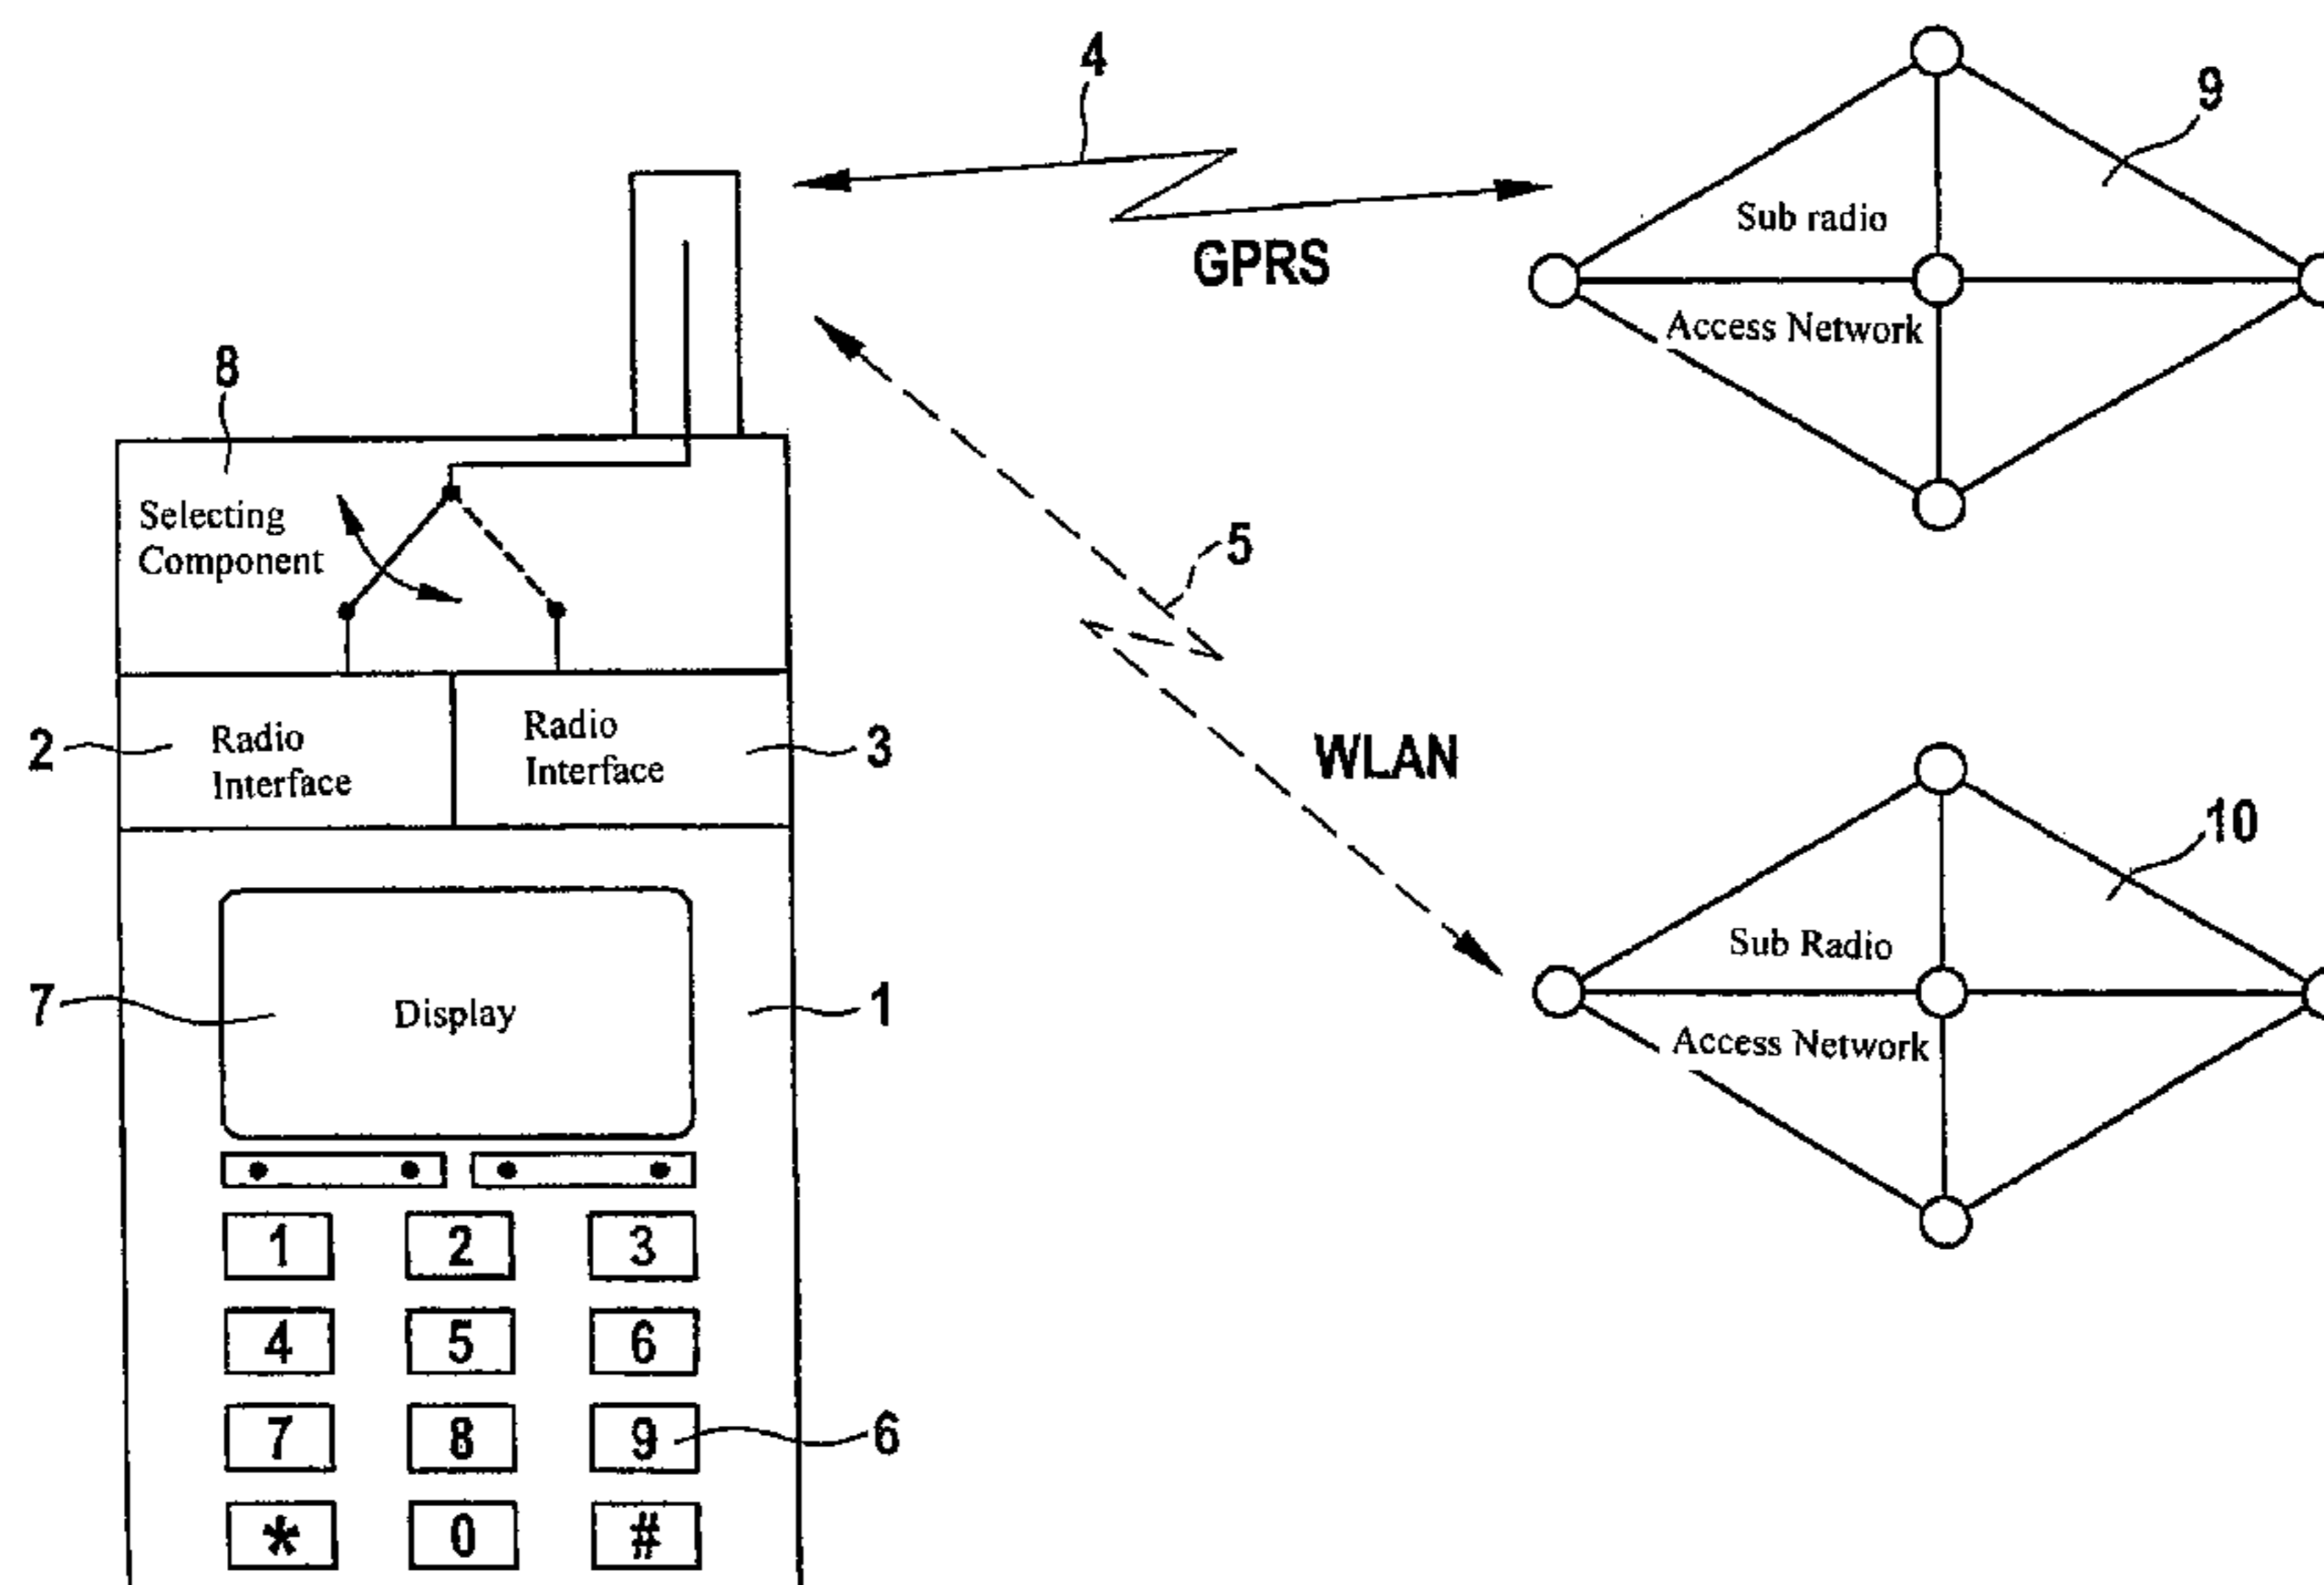 4
9
Sub radio
GPRS
Access Network
8
Selecting
Component
5
2
Radio
Interface
Radio
Interface
3
WLAN
10
Sub Radio
Access Network
7
Display
1
1 2 3
4 5 6
7 8 9
6
* 0 #